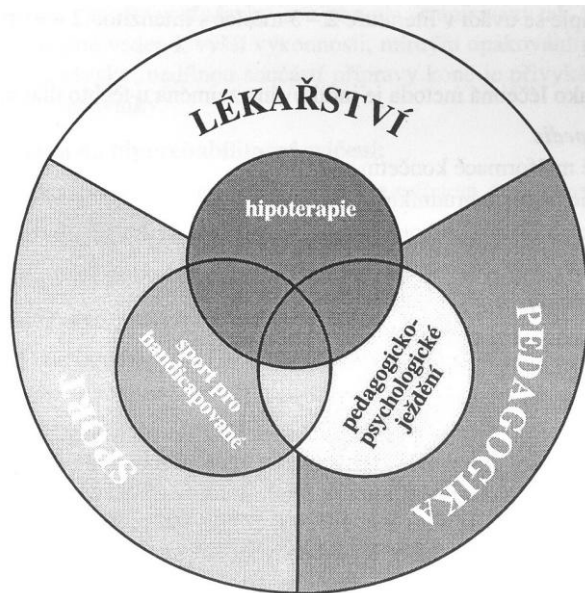 LÉKAŘSTVÍ
hipoterapie
sport pro
handicapované
pedagogicko-
psychologické
ježdění
SPORT
PEDAGOGIKA